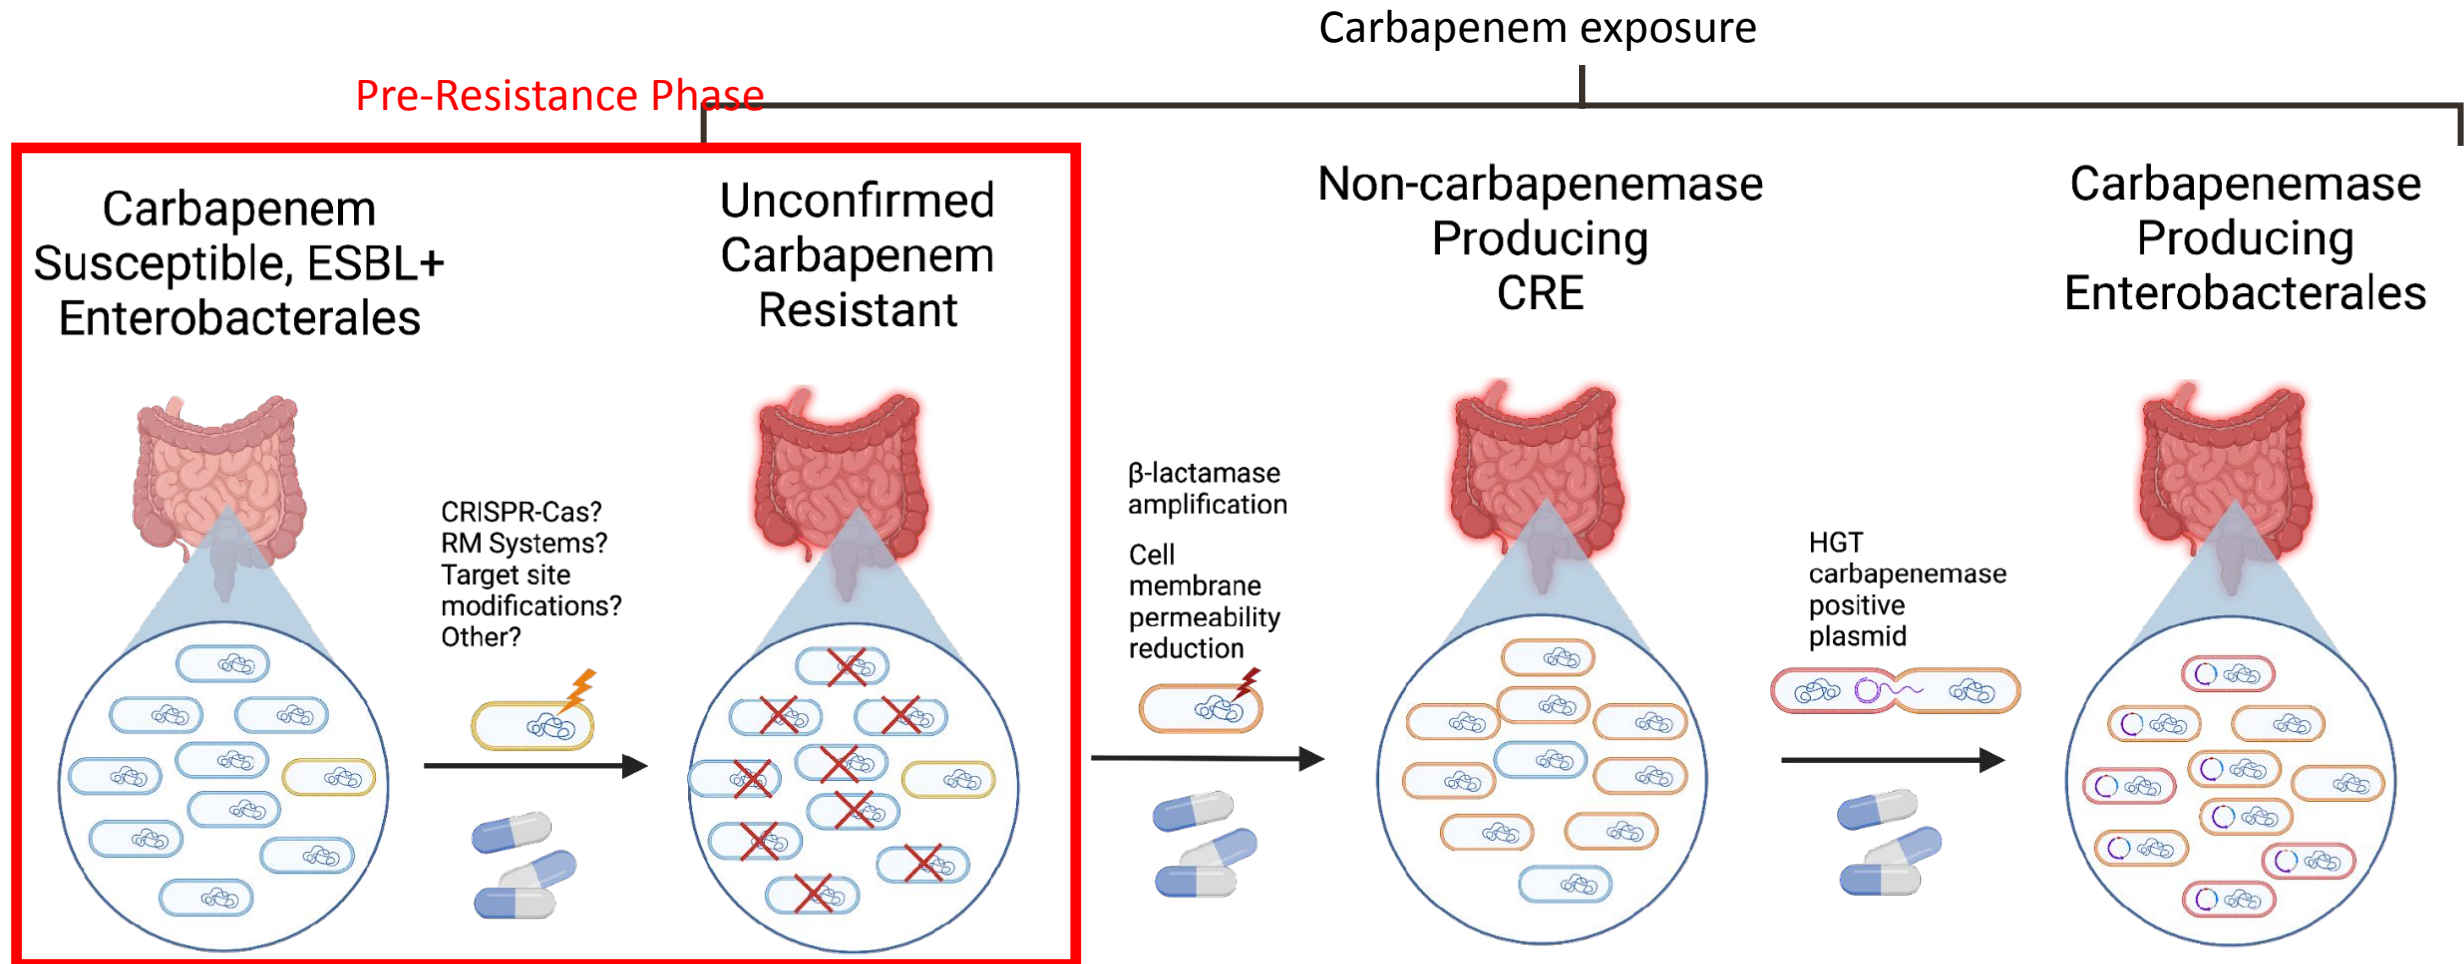 Carbapenem exposure
Pre-Resistance Phase
Carbapenem
Susceptible, ESBL+
Enterobacterales
Unconfirmed
Carbapenem
Resistant
Non-carbapenemase
Producing
CRE
Carbapenemase
Producing
Enterobacterales
CRISPR-Cas?
RM Systems?
Target site
modifications?
Other?
β-lactamase
amplification
Cell
membrane
permeability
reduction
HGT
carbapenemase
positive
plasmid